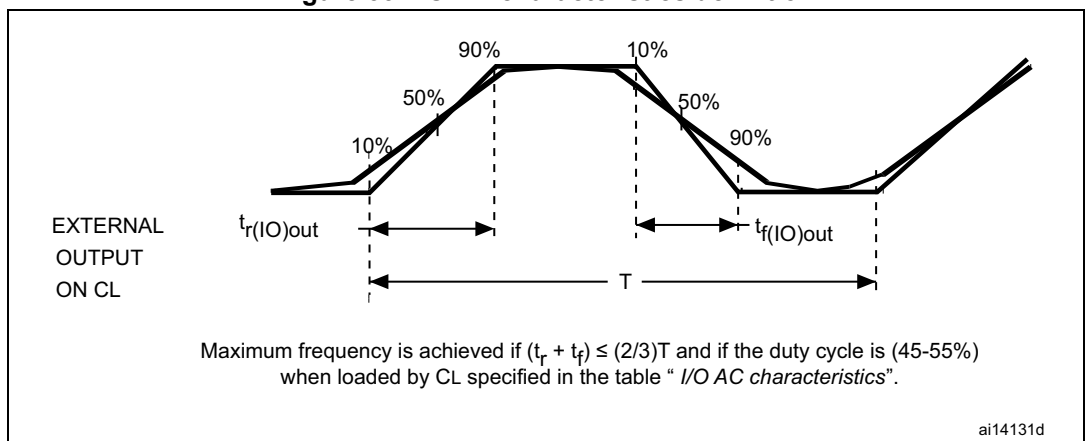 90%
10%
50%
50%
10%
90%
EXTERNAL
OUTPUT
ON CL
tr(IO)out
tf(IO)out
T
Maximum frequency is achieved if (tr + tf) ≤ (2/3)T and if the duty cycle is (45-55%)
when loaded by CL specified in the table “ I/O AC characteristics”.
ai14131d